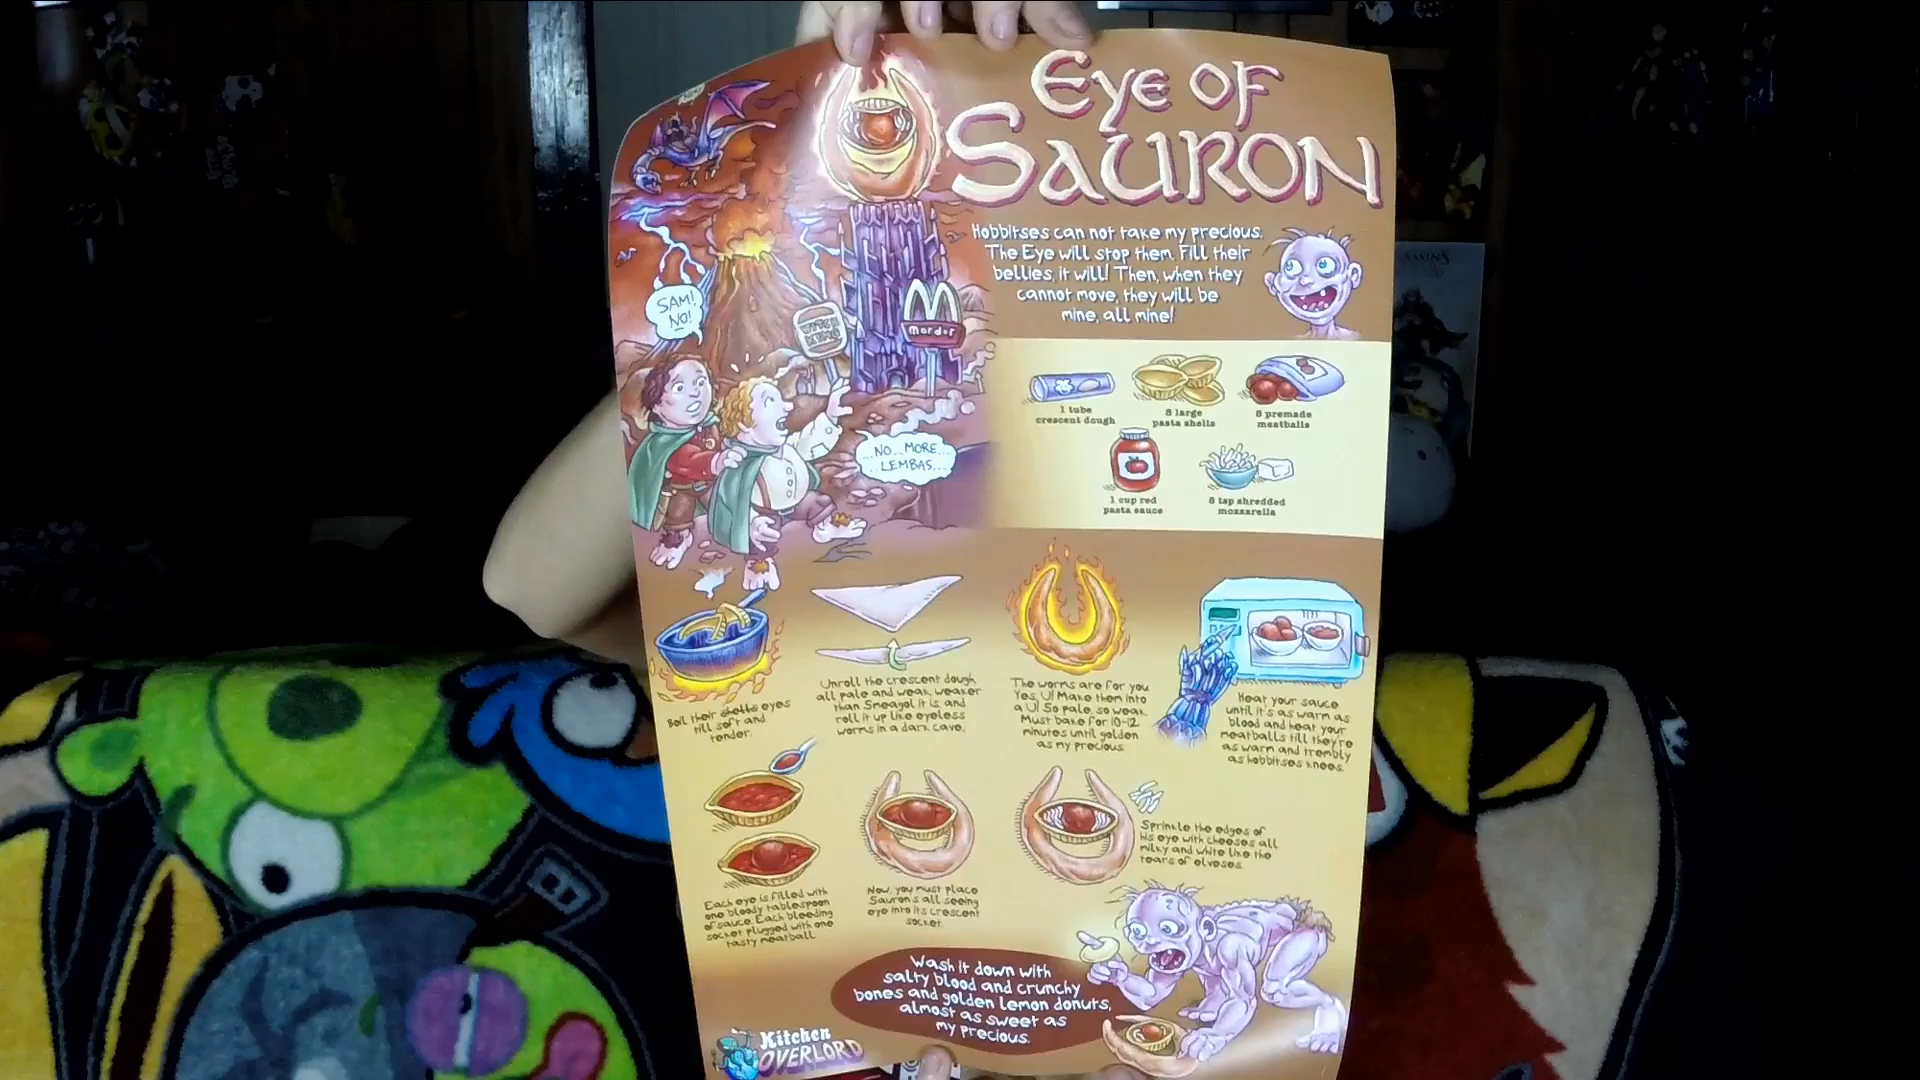 Eye of
Sauron
Hobbitses can not take my precious.
The Eye will stop them. Fill their
bellies, it will! Then, when they
cannot move, they will be
mine, all mine!
SAM!
NO!
WITCH
KING
M
mordor
...NO...MORE...
...LEMBAS...
1 tube
crescent dough
8 large
pasta shells
8 premade
meatballs
1 cup red
pasta sauce
8 tsp shredded
mozzarella
Boil their shells eyes
till soft and
tender.
Unroll the crescent dough,
all pale and weak, weaker
than Smeagol it is, and
roll it up like eyeless
worms in a dark cave.
The worms are for you.
Yes, U! Make them into
a U! So pale, so weak.
Must bake for 10-12
minutes until golden
as my precious.
Heat your sauce
until it's as warm as
blood and heat your
meatballs till they're
as warm and trembly
as hobbitses knees.
Each eye is filled with
one bloody tablespoon
of sauce. Each bleeding
socket plugged with one
tasty meatball.
Now, you must place
Saurons all seeing
eye into its crescent
socket.
Sprinkle the edges of
his eye with cheeses all
milky and white like the
tears of elveses.
Wash it down with
salty blood and crunchy
bones and golden lemon donuts,
almost as sweet as
my precious.
Kitchen
OVERLORD